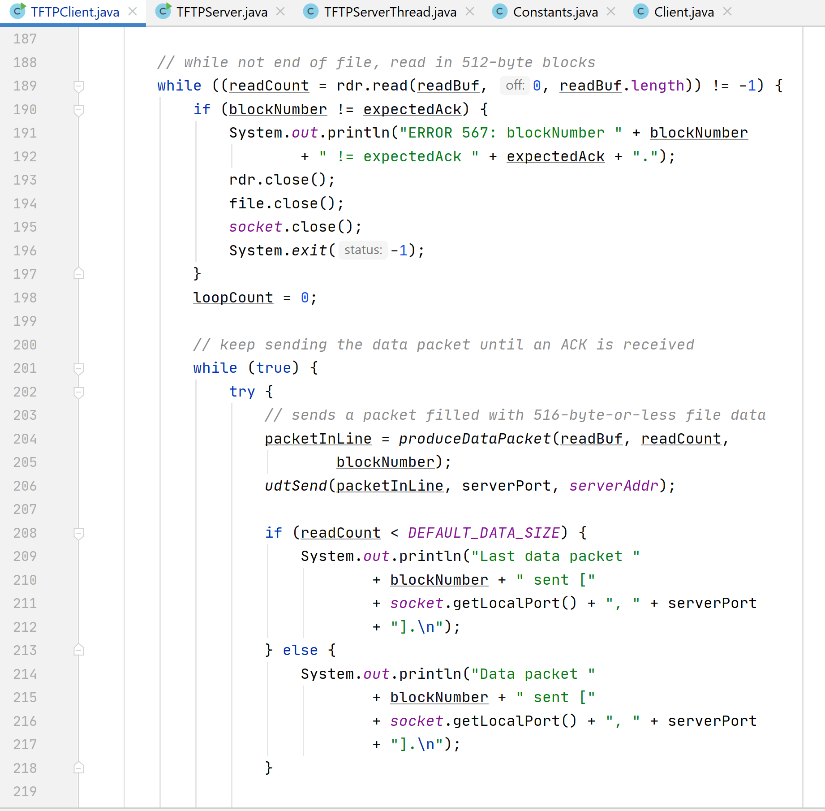 TFTPClient.java TFTPServer.java TFTPServerThread.java Constants.java Client.java
187
188 // while not end of file, read in 512-byte blocks
189 while ((readCount = rdr.read(readBuf, off: 0, readBuf.length)) != -1) {
190 if (blockNumber != expectedAck) {
191 System.out.println("ERROR 567: blockNumber " + blockNumber
192 + " != expectedAck " + expectedAck + ".");
193 rdr.close();
194 file.close();
195 socket.close();
196 System.exit( status: -1);
197 }
198 loopCount = 0;
199
200 // keep sending the data packet until an ACK is received
201 while (true) {
202 try {
203 // sends a packet filled with 516-byte-or-less file data
204 packetInLine = produceDataPacket(readBuf, readCount,
205 blockNumber);
206 udtSend(packetInLine, serverPort, serverAddr);
207
208 if (readCount < DEFAULT_DATA_SIZE) {
209 System.out.println("Last data packet "
210 + blockNumber + " sent ["
211 + socket.getLocalPort() + ", " + serverPort
212 + "].\n");
213 } else {
214 System.out.println("Data packet "
215 + blockNumber + " sent ["
216 + socket.getLocalPort() + ", " + serverPort
217 + "].\n");
218 }
219